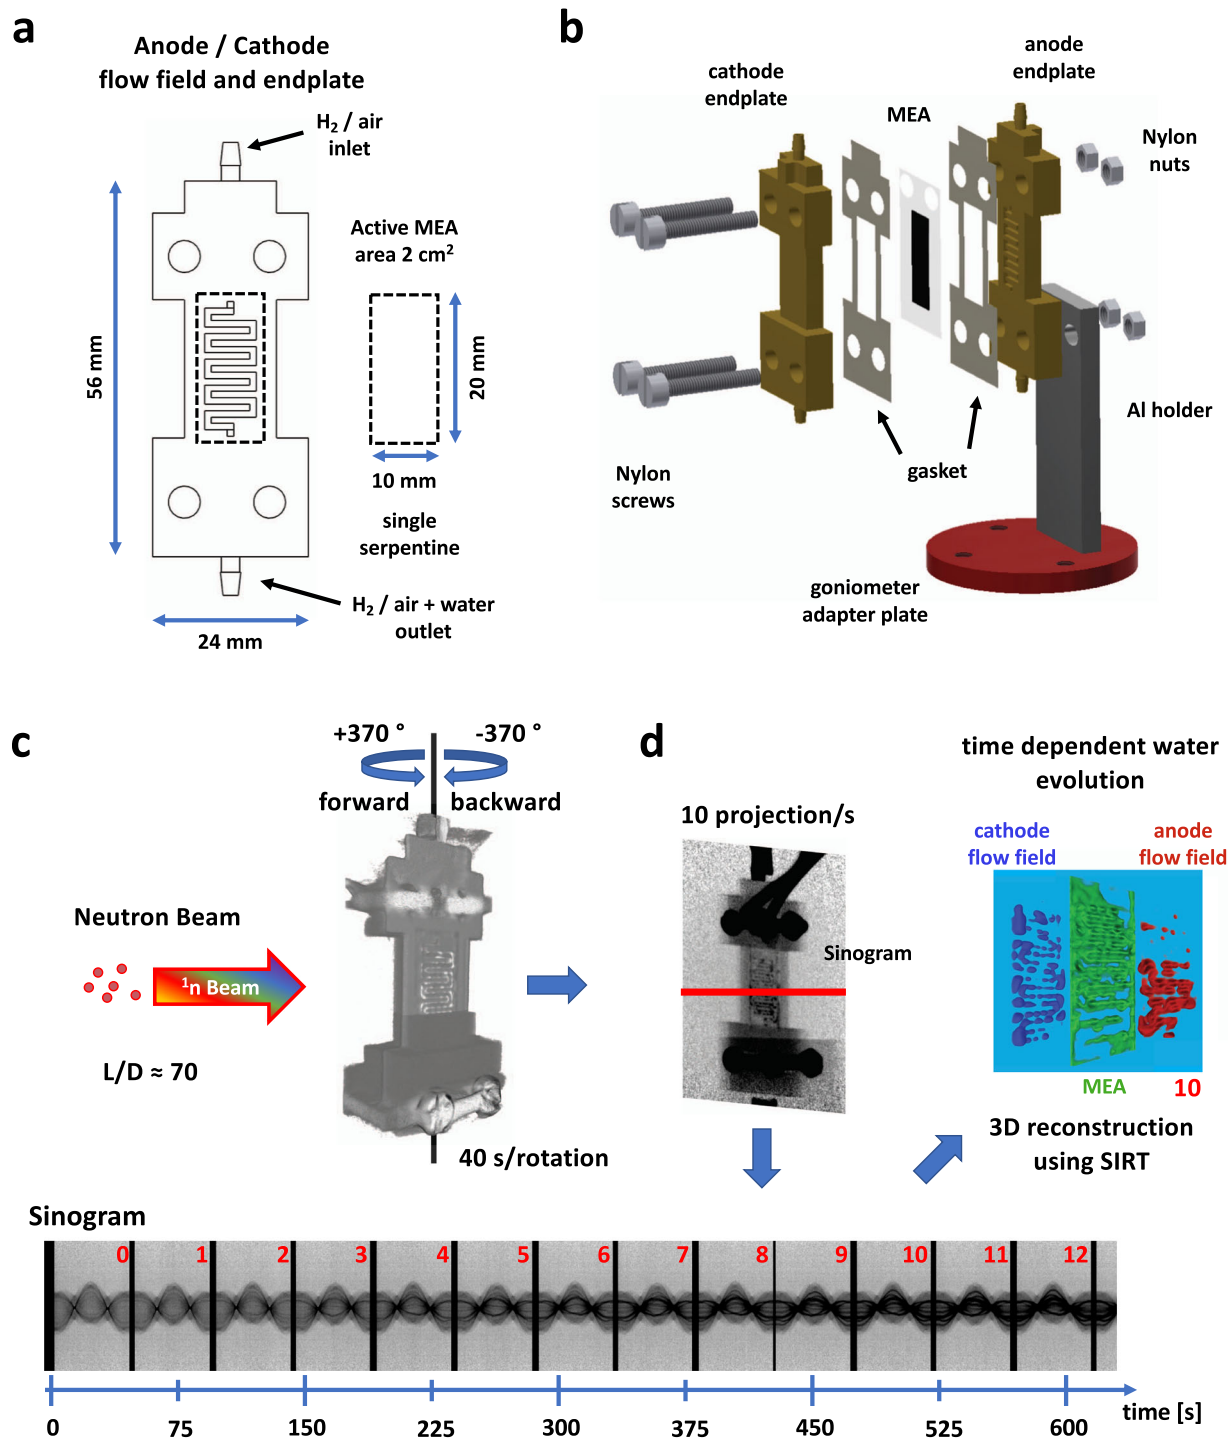 a
Anode / Cathode
flow field and endplate
H2 / air
inlet
Active MEA
area 2 cm2
56 mm
20 mm
10 mm
single
serpentine
H2 / air + water
outlet
24 mm
b
cathode
endplate
anode
endplate
MEA
Nylon
nuts
Al holder
gasket
Nylon
screws
goniometer
adapter plate
c
+370 °
-370 °
forward
backward
Neutron Beam
1n Beam
L/D ≈ 70
40 s/rotation
d
time dependent water
evolution
10 projection/s
cathode
flow field
anode
flow field
Sinogram
MEA
10
3D reconstruction
using SIRT
Sinogram
0 1 2 3 4 5 6 7 8 9 10 11 12
0 75 150 225 300 375 450 525 600
time [s]